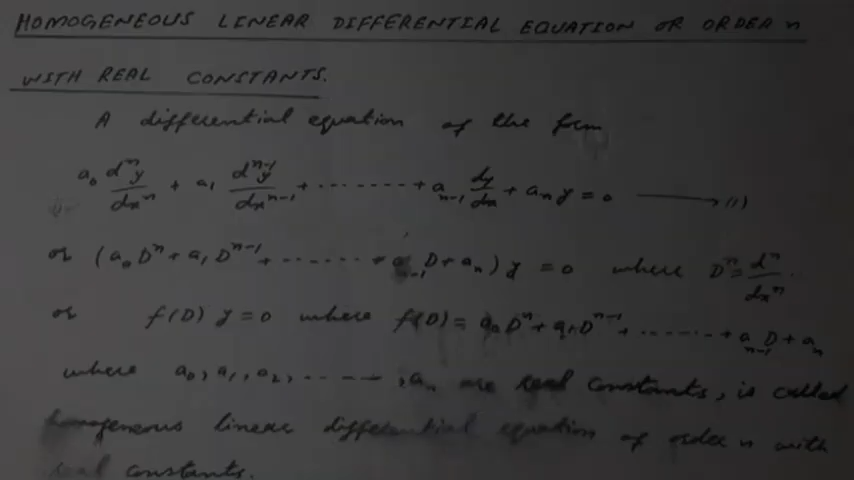 HOMOGENEOUS LINEAR DIFFERENTIAL EQUATION OR ORDER n
WITH REAL CONSTANTS.
A differential equation of the form
a₀ dⁿy/dxⁿ + a₁ dⁿ⁻¹y/dxⁿ⁻¹ + ........ + aₙ₋₁ dy/dx + aₙy = 0 ⟶ (1)
or (a₀Dⁿ + a₁Dⁿ⁻¹ + ........ + aₙ₋₁D + aₙ) y = 0 where Dⁿ = dⁿ/dxⁿ
or f(D) y = 0 where f(D) = a₀Dⁿ + a₁Dⁿ⁻¹ + ........ + aₙ₋₁D + aₙ
where a₀, a₁, a₂, ........, aₙ are real constants, is called
homogeneous linear differential equation of order n with
real constants.